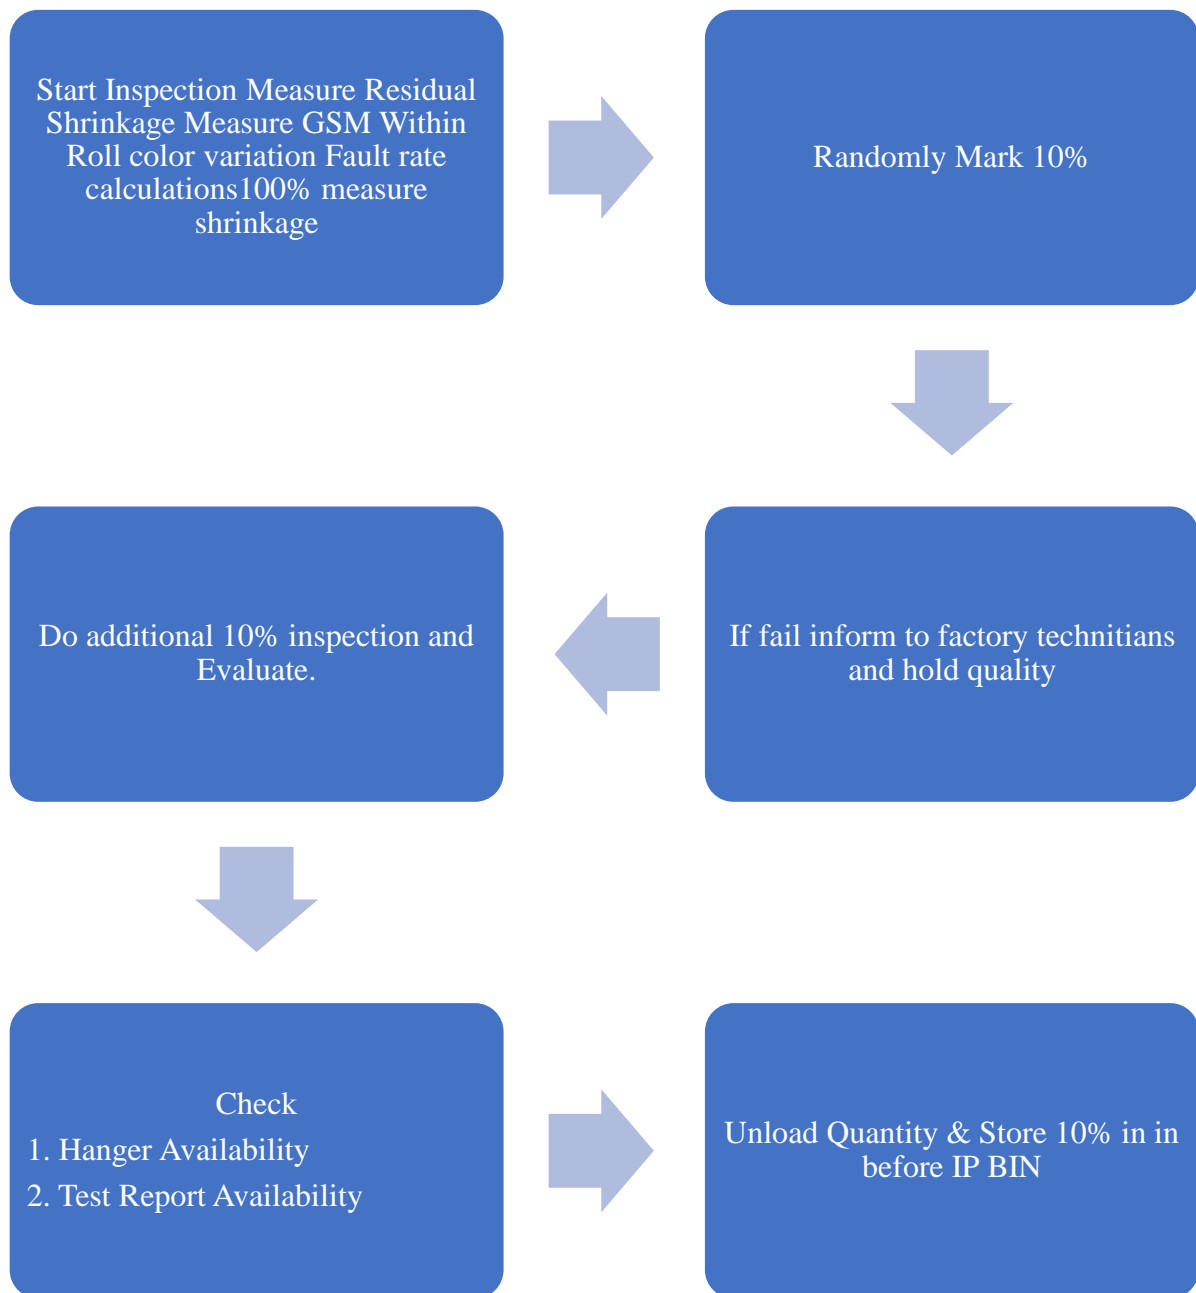 Start Inspection Measure Residual
Shrinkage Measure GSM Within
Roll color variation Fault rate
calculations100% measure
shrinkage
Randomly Mark 10%
If fail inform to factory technitians
and hold quality
Do additional 10% inspection and
Evaluate.
Check
1. Hanger Availability
2. Test Report Availability
Unload Quantity & Store 10% in in
before IP BIN